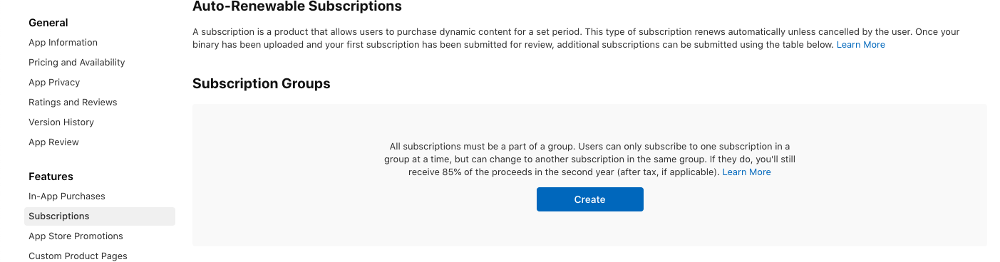 General
App Information
Pricing and Availability
App Privacy
Ratings and Reviews
Version History
App Review
Features
In-App Purchases
Subscriptions
App Store Promotions
Custom Product Pages
Auto-Renewable Subscriptions
A subscription is a product that allows users to purchase dynamic content for a set period. This type of subscription renews automatically unless cancelled by the user. Once your
binary has been uploaded and your first subscription has been submitted for review, additional subscriptions can be submitted using the table below. Learn More
Subscription Groups
All subscriptions must be a part of a group. Users can only subscribe to one subscription in a
group at a time, but can change to another subscription in the same group. If they do, you'll still
receive 85% of the proceeds in the second year (after tax, if applicable). Learn More
Create